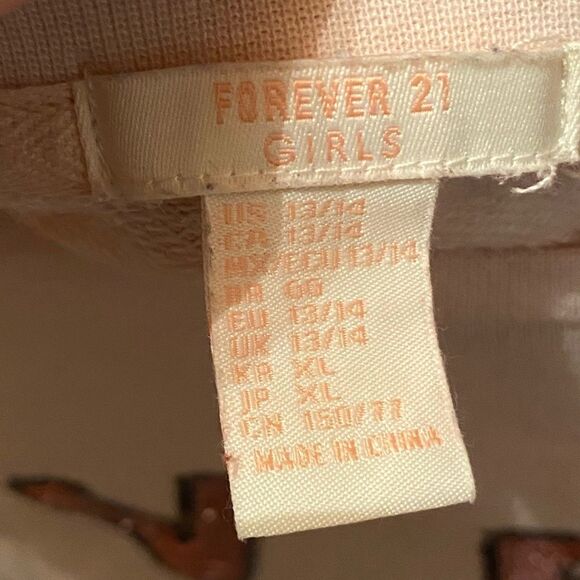 FOREVER 21
GIRLS
US 13/14
CA 13/14
MX/ECU 13/14
BR GG
EU 13/14
UK 13/14
KR XL
JP XL
CN 150/77
MADE IN CHINA